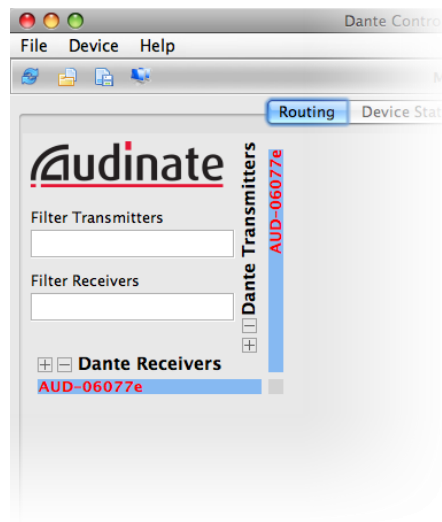 Dante Contro
File Device Help
Routing
Device Stat
Audinate
Filter Transmitters
Filter Receivers
Dante Transmitters
AUD-06077e
Dante Receivers
AUD-06077e